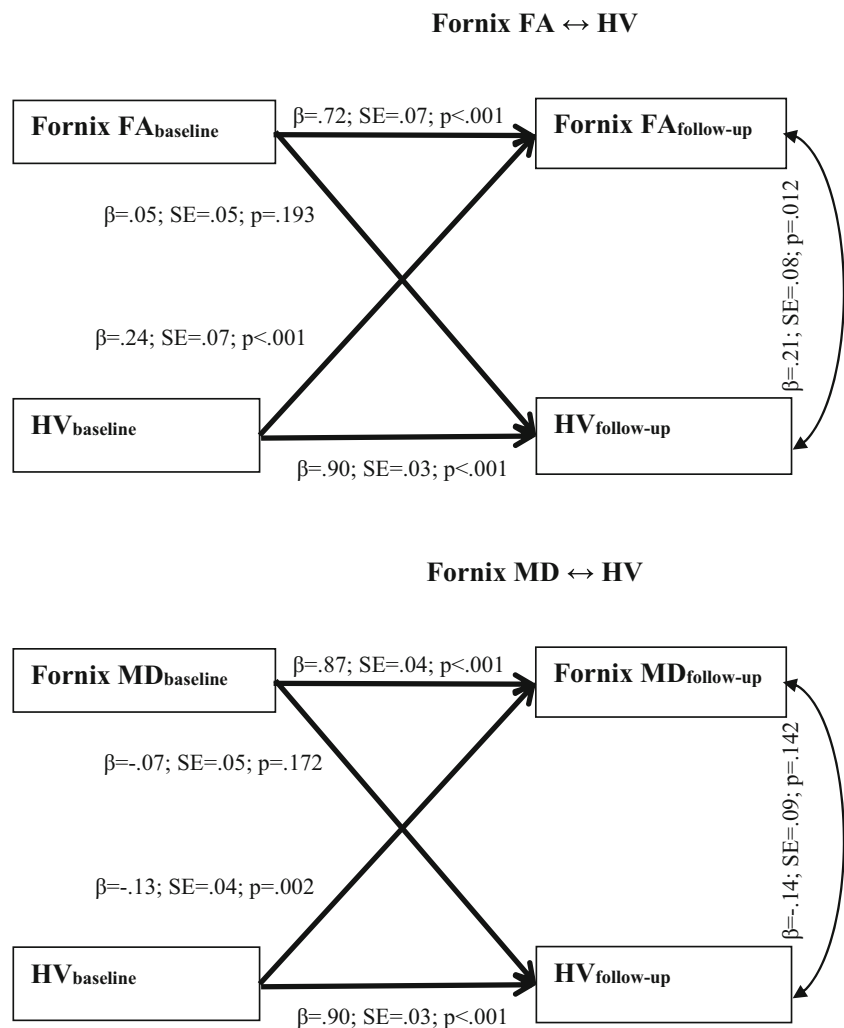 Fornix FA ↔ HV
β=.72; SE=.07; p<.001
Fornix FAbaseline
Fornix FAfollow-up
β=.05; SE=.05; p=.193
β=.21; SE=.08; p=.012
β=.24; SE=.07; p<.001
HVbaseline
HVfollow-up
β=.90; SE=.03; p<.001
Fornix MD ↔ HV
β=.87; SE=.04; p<.001
Fornix MDbaseline
Fornix MDfollow-up
β=-.07; SE=.05; p=.172
β=-.14; SE=.09; p=.142
β=-.13; SE=.04; p=.002
HVbaseline
HVfollow-up
β=.90; SE=.03; p<.001